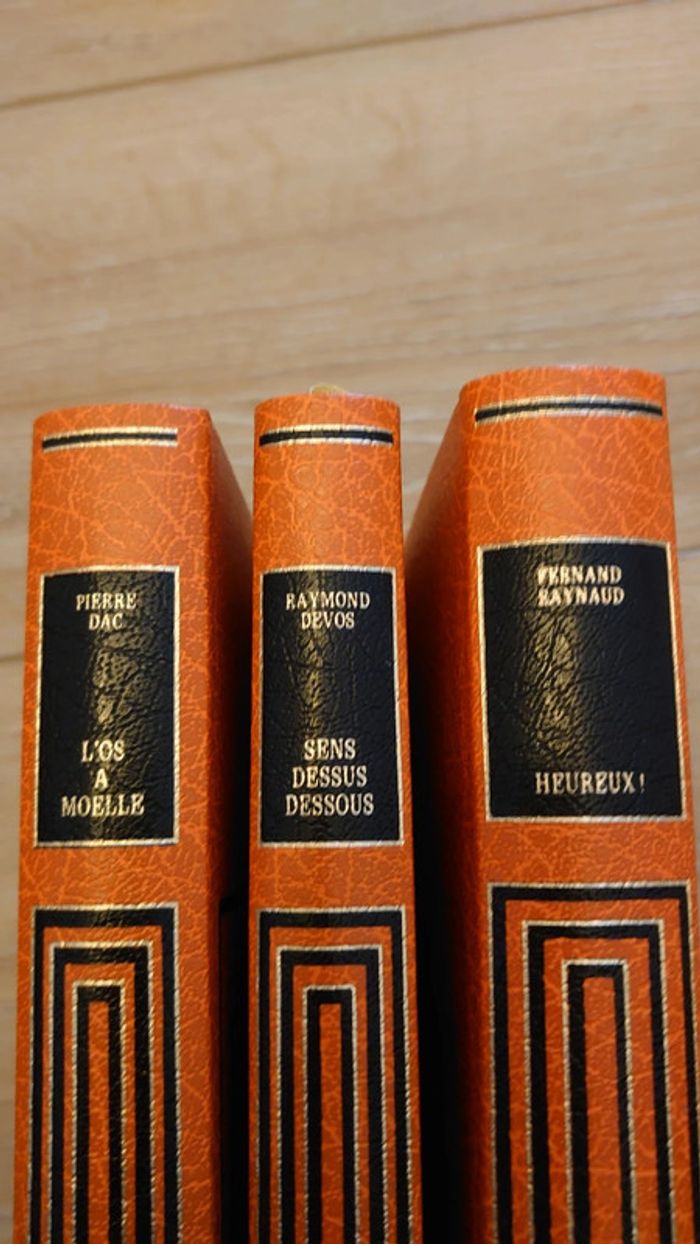 PIERRE
DAC
L'OS
A
MOELLE
RAYMOND
DEVOS
SENS
DESSUS
DESSOUS
FERNAND
RAYNAUD
HEUREUX !